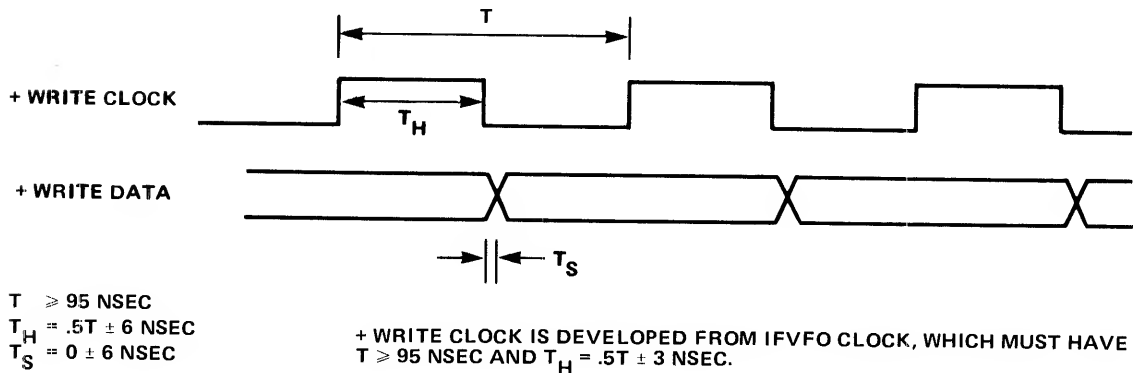 T
+ WRITE CLOCK
T_H
+ WRITE DATA
T_S
T ⩾ 95 NSEC
T_H = .5T ± 6 NSEC
T_S = 0 ± 6 NSEC
+ WRITE CLOCK IS DEVELOPED FROM IFVFO CLOCK, WHICH MUST HAVE
T ⩾ 95 NSEC AND T_H = .5T ± 3 NSEC.